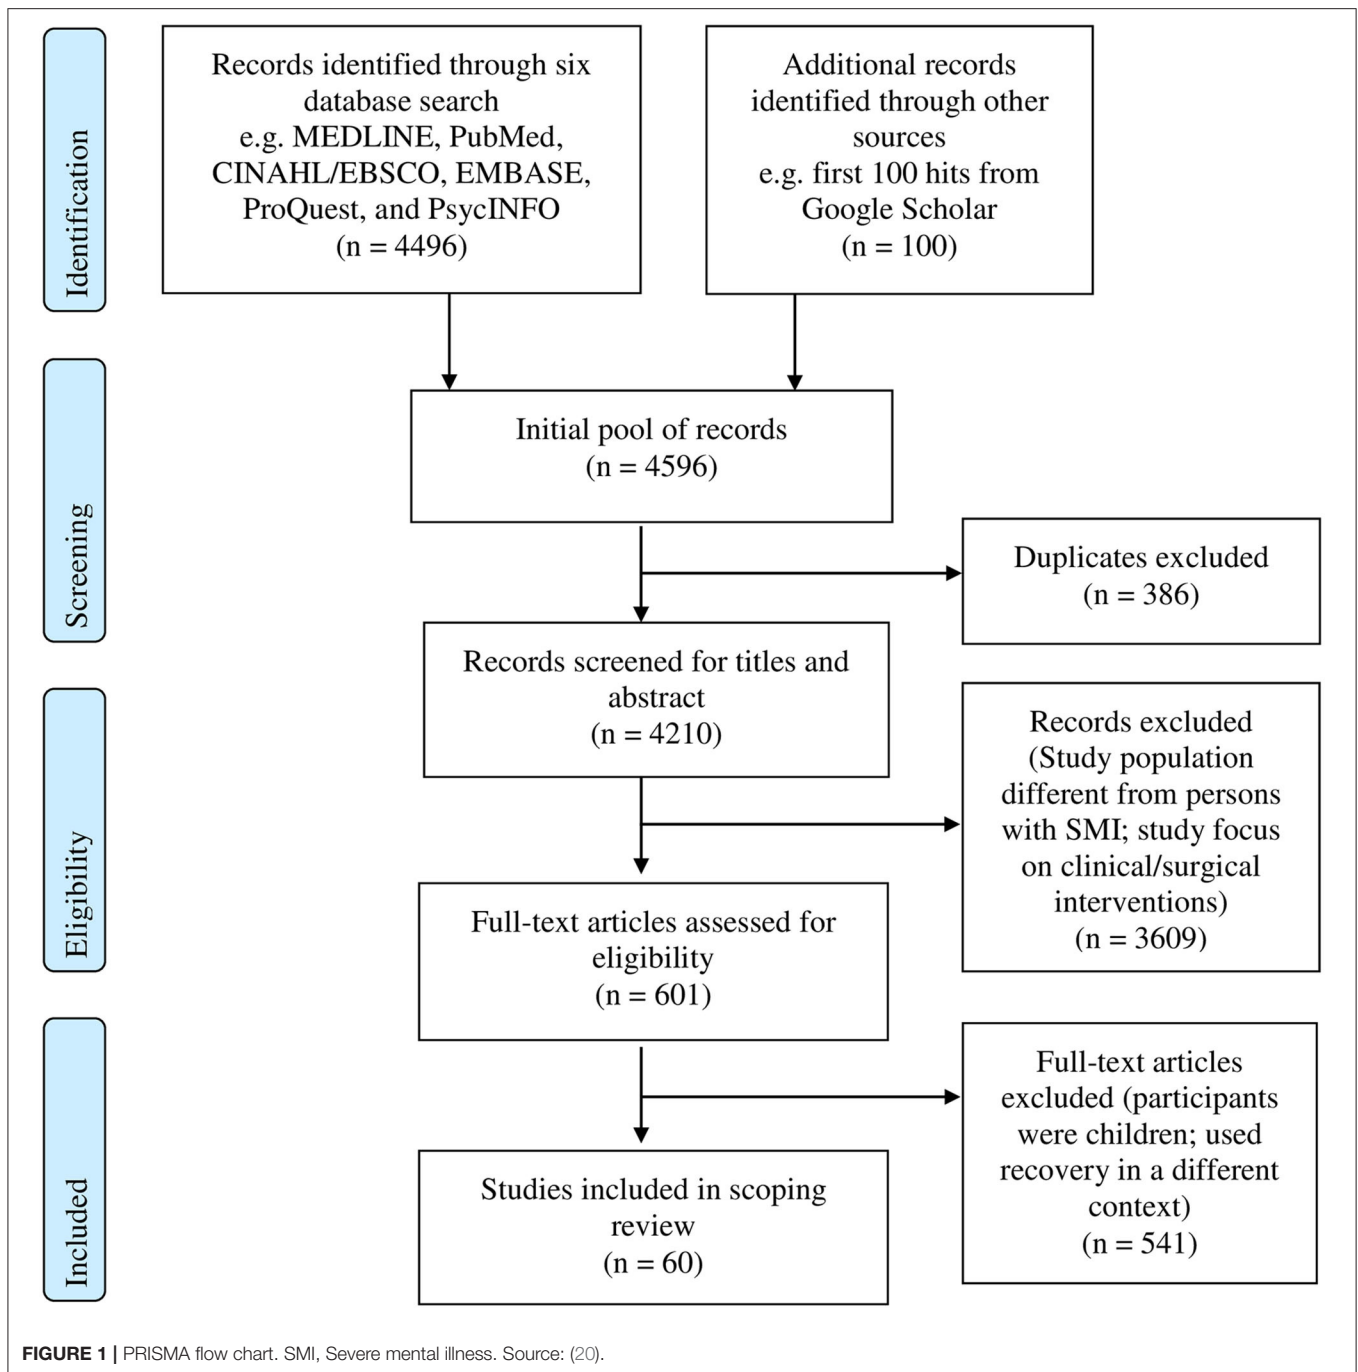 Identification
Records identified through six
database search
e.g. MEDLINE, PubMed,
CINAHL/EBSCO, EMBASE,
ProQuest, and PsycINFO
(n = 4496)
Additional records
identified through other
sources
e.g. first 100 hits from
Google Scholar
(n = 100)
Screening
Initial pool of records
(n = 4596)
Duplicates excluded
(n = 386)
Records screened for titles and
abstract
(n = 4210)
Eligibility
Records excluded
(Study population
different from persons
with SMI; study focus
on clinical/surgical
interventions)
(n = 3609)
Full-text articles assessed for
eligibility
(n = 601)
Included
Full-text articles
excluded (participants
were children; used
recovery in a different
context)
(n = 541)
Studies included in scoping
review
(n = 60)
FIGURE 1 | PRISMA flow chart. SMI, Severe mental illness. Source: (20).